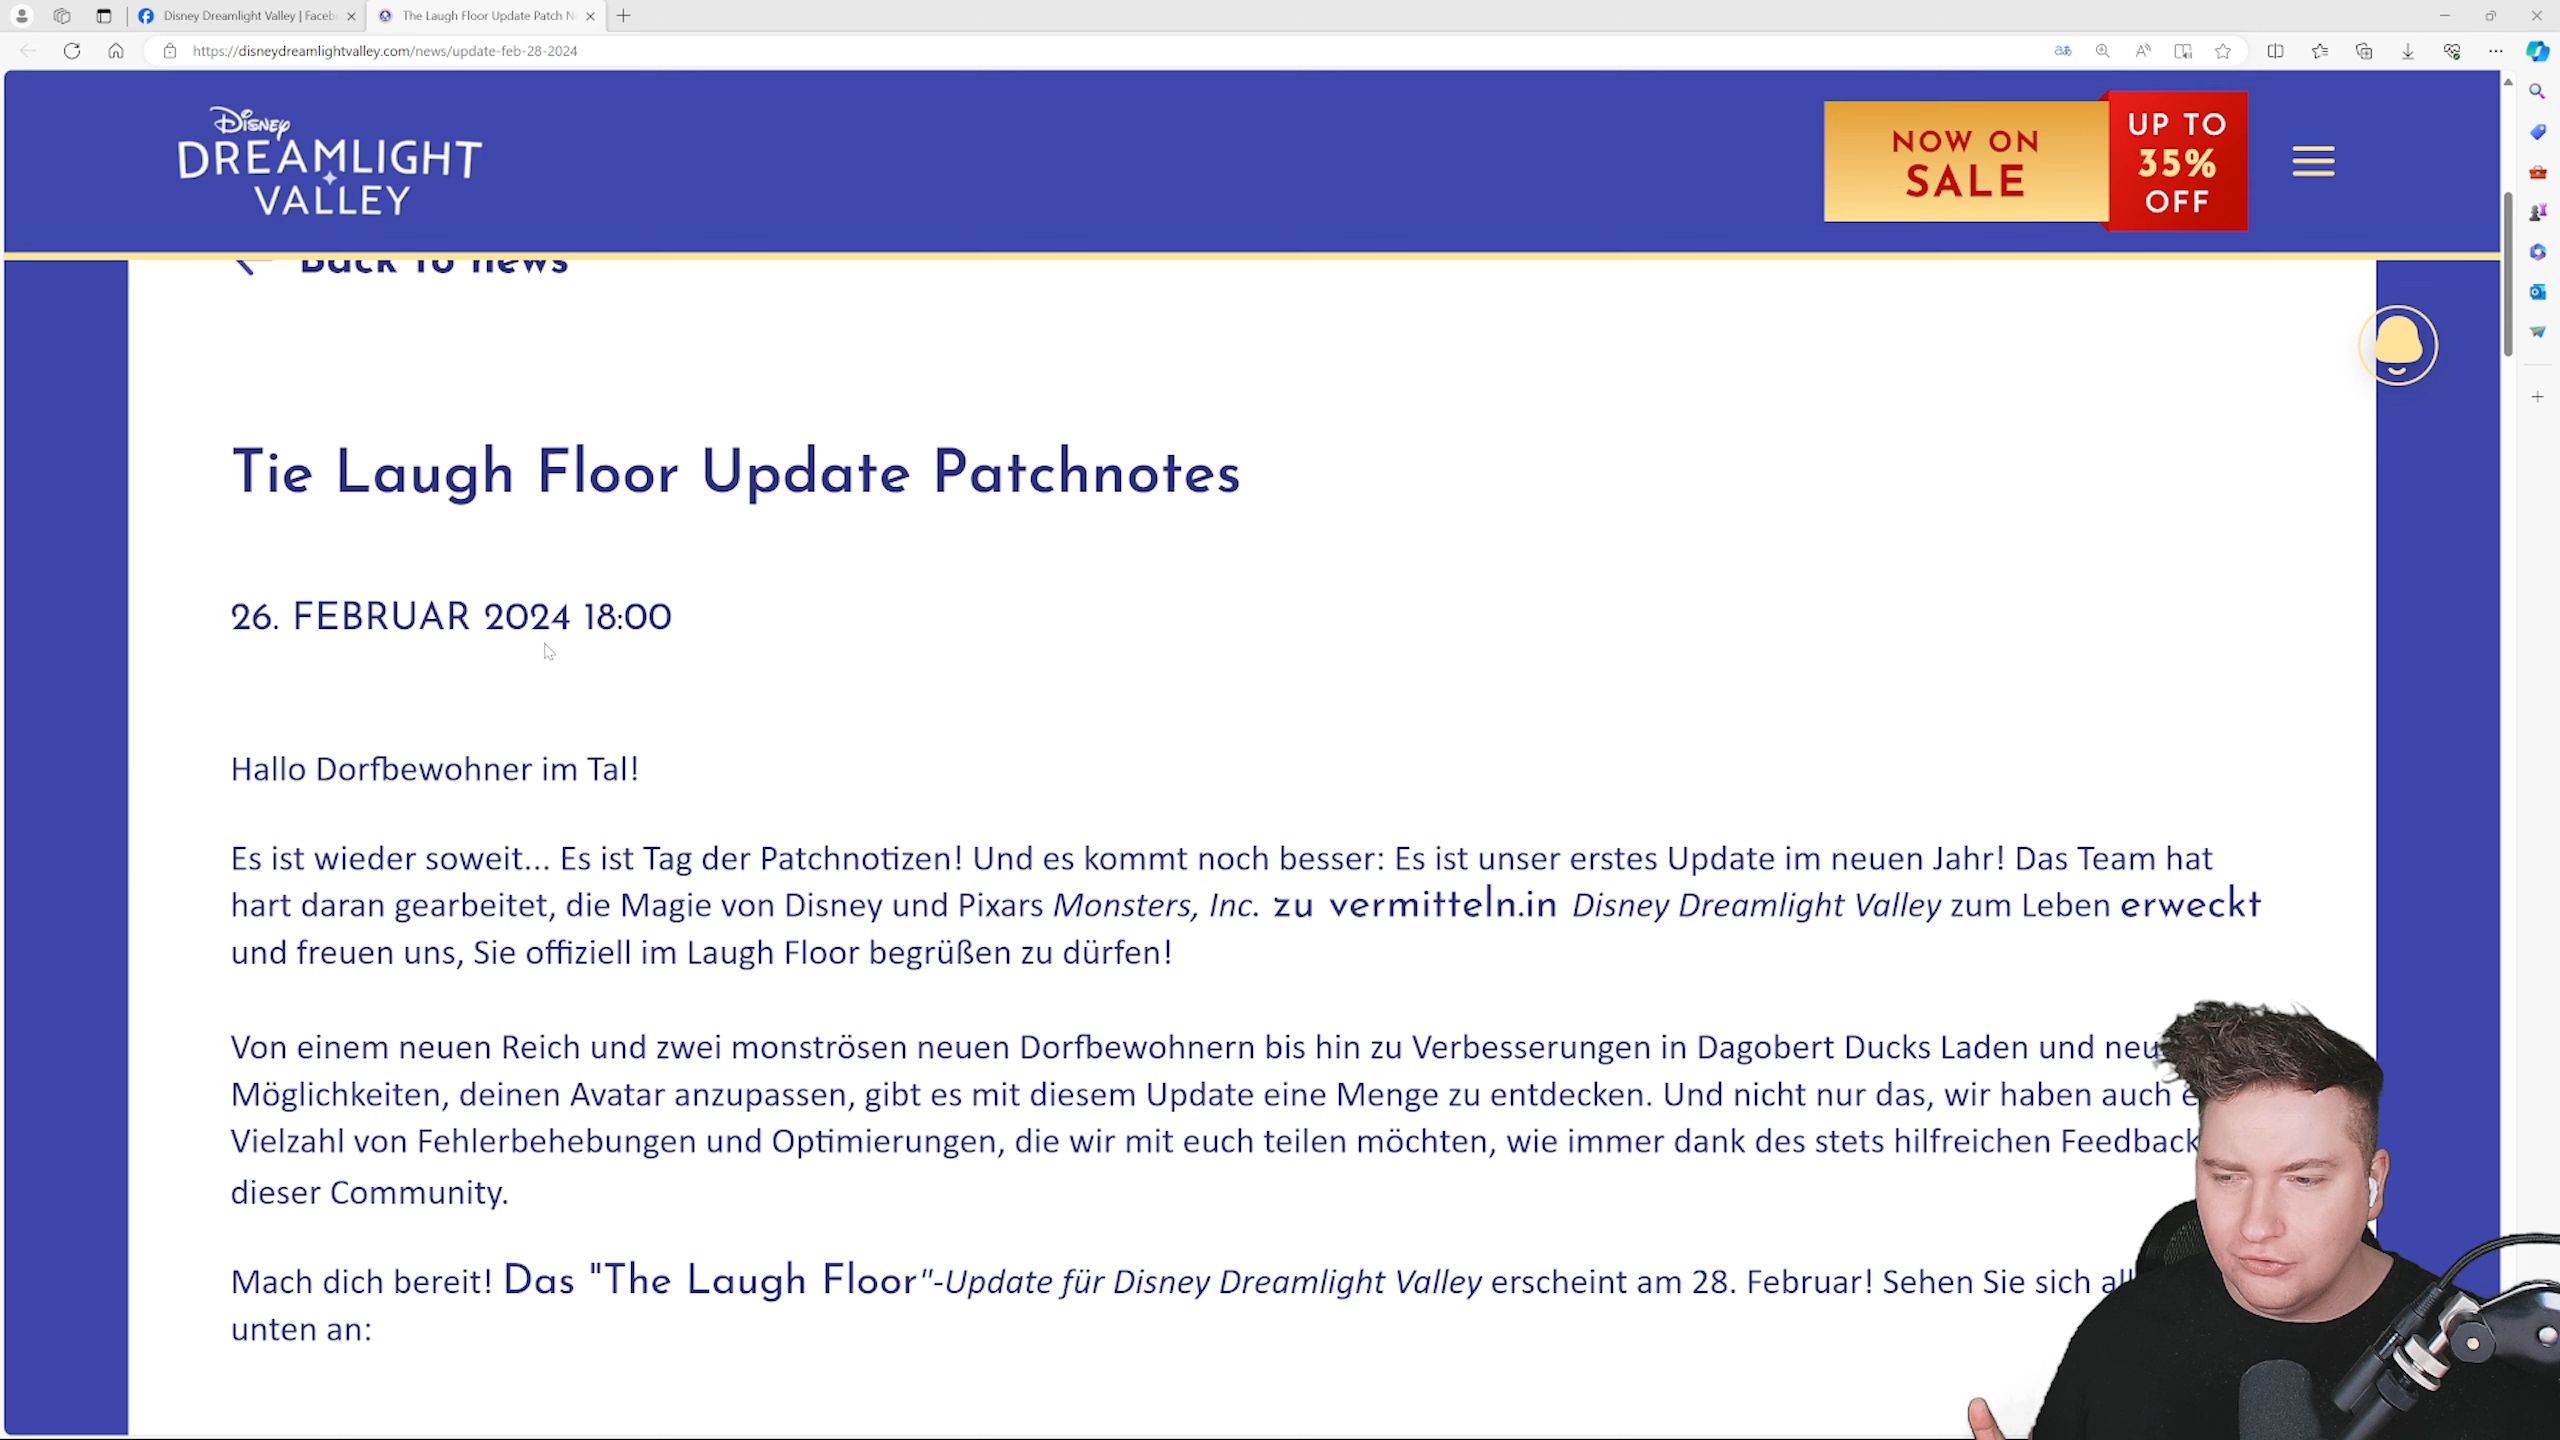 Disney Dreamlight Valley | Faceb
The Laugh Floor Update Patch N
https://disneydreamlightvalley.com/news/update-feb-28-2024
Disney
DREAMLIGHT
VALLEY
NOW ON
SALE
UP TO
35%
OFF
Back to news
Tie Laugh Floor Update Patchnotes
26. FEBRUAR 2024 18:00
Hallo Dorfbewohner im Tal!
Es ist wieder soweit... Es ist Tag der Patchnotizen! Und es kommt noch besser: Es ist unser erstes Update im neuen Jahr! Das Team hat
hart daran gearbeitet, die Magie von Disney und Pixars Monsters, Inc. zu vermitteln.in Disney Dreamlight Valley zum Leben erweckt
und freuen uns, Sie offiziell im Laugh Floor begrüßen zu dürfen!
Von einem neuen Reich und zwei monströsen neuen Dorfbewohnern bis hin zu Verbesserungen in Dagobert Ducks Laden und neu
Möglichkeiten, deinen Avatar anzupassen, gibt es mit diesem Update eine Menge zu entdecken. Und nicht nur das, wir haben auch e
Vielzahl von Fehlerbehebungen und Optimierungen, die wir mit euch teilen möchten, wie immer dank des stets hilfreichen Feedback
dieser Community.
Mach dich bereit! Das "The Laugh Floor"-Update für Disney Dreamlight Valley erscheint am 28. Februar! Sehen Sie sich all
unten an: